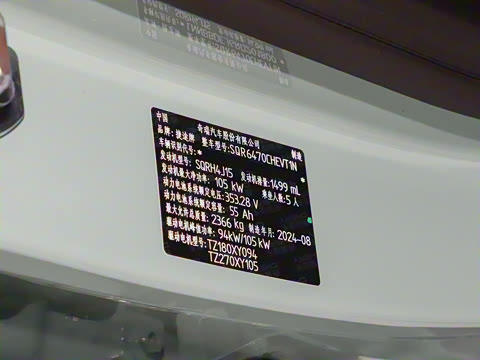 中国 奇瑞汽车股份有限公司 制造
品牌:捷途牌 整车型号:SQR6470CHEVT1N
车辆识别代号:* *
发动机型号:SQRH4J15 发动机排量:1499 mL
发动机最大净功率:105 kW 乘坐人数:5 人
动力电池系统额定电压:353.28 V
动力电池系统额定容量:55 Ah
最大允许总质量:2366 kg 制造年月:2024-08
驱动电机峰值功率:94kW/105 kW
驱动电机型号:TZ180XY094
TZ270XY105